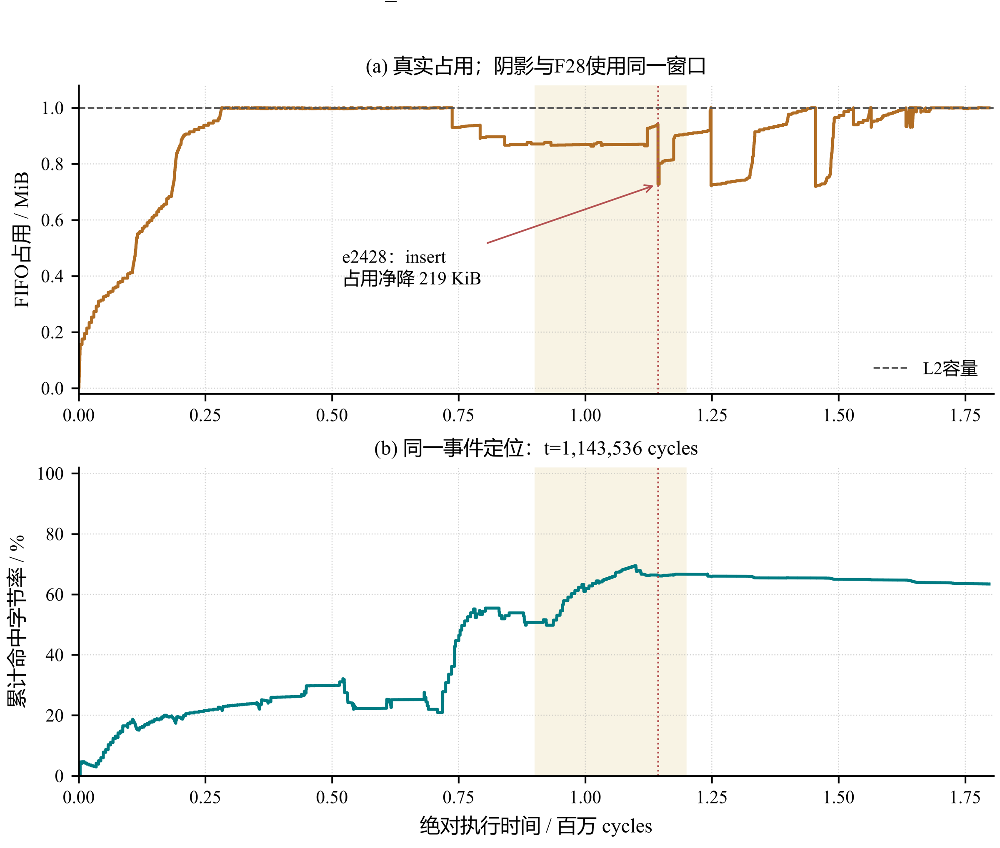 (a) 真实占用；阴影与F28使用同一窗口
FIFO占用 / MiB
1.0
0.8
0.6
0.4
0.2
0.0
e2428：insert
占用净降 219 KiB
L2容量
0.00 0.25 0.50 0.75 1.00 1.25 1.50 1.75
(b) 同一事件定位：t=1,143,536 cycles
累计命中字节率 / %
100
80
60
40
20
0
0.00 0.25 0.50 0.75 1.00 1.25 1.50 1.75
绝对执行时间 / 百万 cycles